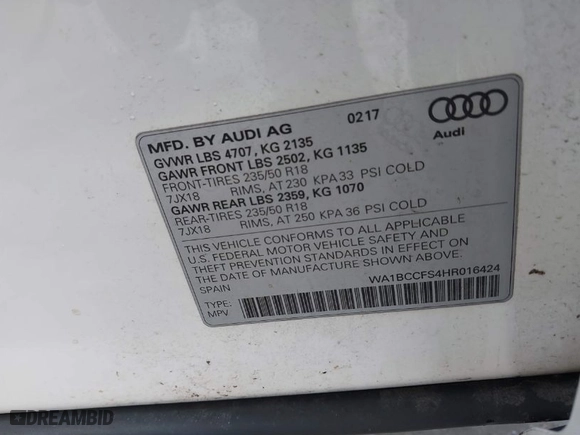 MFD. BY AUDI AG 0217
Audi
GVWR LBS 4707, KG 2135
GAWR FRONT LBS 2502, KG 1135
FRONT-TIRES 235/50 R18
7JX18 RIMS, AT 230 KPA 33 PSI COLD
GAWR REAR LBS 2359, KG 1070
REAR-TIRES 235/50 R18
7JX18 RIMS, AT 250 KPA 36 PSI COLD
THIS VEHICLE CONFORMS TO ALL APPLICABLE
U.S. FEDERAL MOTOR VEHICLE SAFETY AND
THEFT PREVENTION STANDARDS IN EFFECT ON
THE DATE OF MANUFACTURE SHOWN ABOVE.
SPAIN WA1BCCFS4HR016424
TYPE:
MPV
DREAMBID